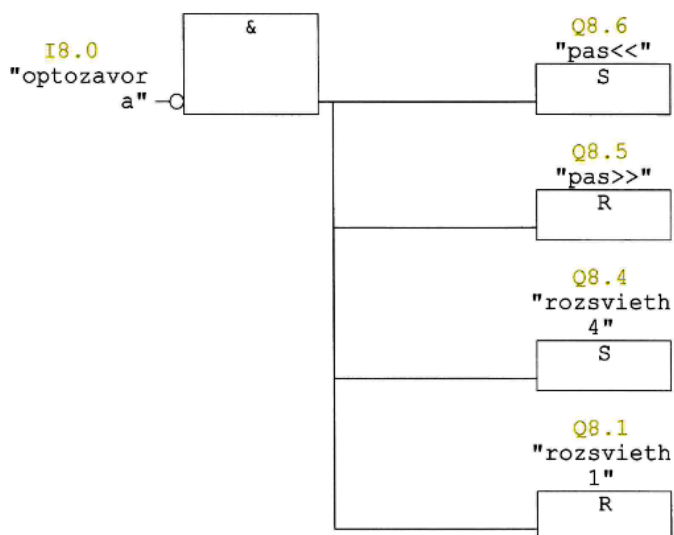 &
I8.0
"optozavor
a"
Q8.6
"pas<<"
S
Q8.5
"pas>>"
R
Q8.4
"rozsvieth
4"
S
Q8.1
"rozsvieth
1"
R